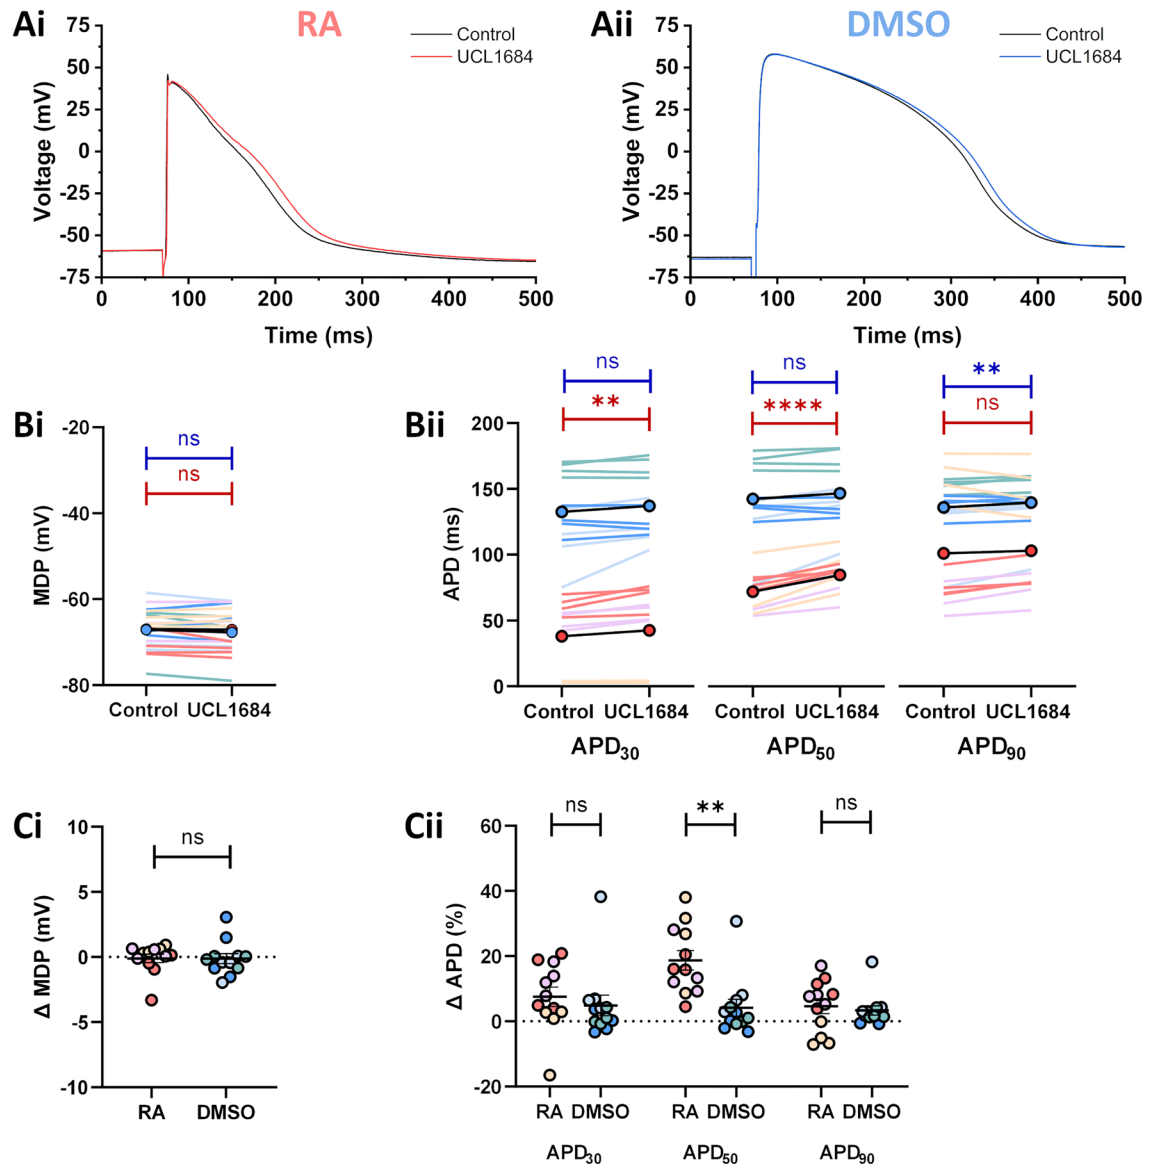 Ai
RA
Control
UCL1684
Voltage (mV)
75
50
25
0
-25
-50
-75
0 100 200 300 400 500
Time (ms)
Aii
DMSO
Control
UCL1684
Voltage (mV)
75
50
25
0
-25
-50
-75
0 100 200 300 400 500
Time (ms)
Bi
MDP (mV)
-20
-40
-60
-80
ns
ns
Control UCL1684
Bii
APD (ms)
200
150
100
50
0
ns
**
ns
****
**
ns
Control UCL1684
APD30
Control UCL1684
APD50
Control UCL1684
APD90
Ci
Δ MDP (mV)
10
5
0
-5
-10
ns
RA DMSO
Cii
Δ APD (%)
60
40
20
0
-20
ns
**
ns
RA DMSO RA DMSO RA DMSO
APD30 APD50 APD90